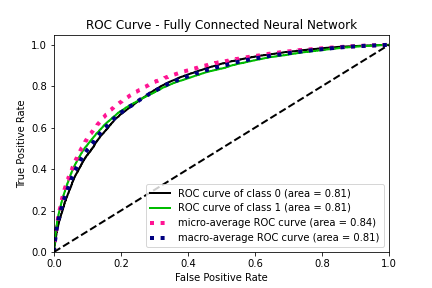 ROC Curve - Fully Connected Neural Network
True Positive Rate
1.0
0.8
0.6
0.4
0.2
0.0
ROC curve of class 0 (area = 0.81)
ROC curve of class 1 (area = 0.81)
micro-average ROC curve (area = 0.84)
macro-average ROC curve (area = 0.81)
0.0 0.2 0.4 0.6 0.8 1.0
False Positive Rate